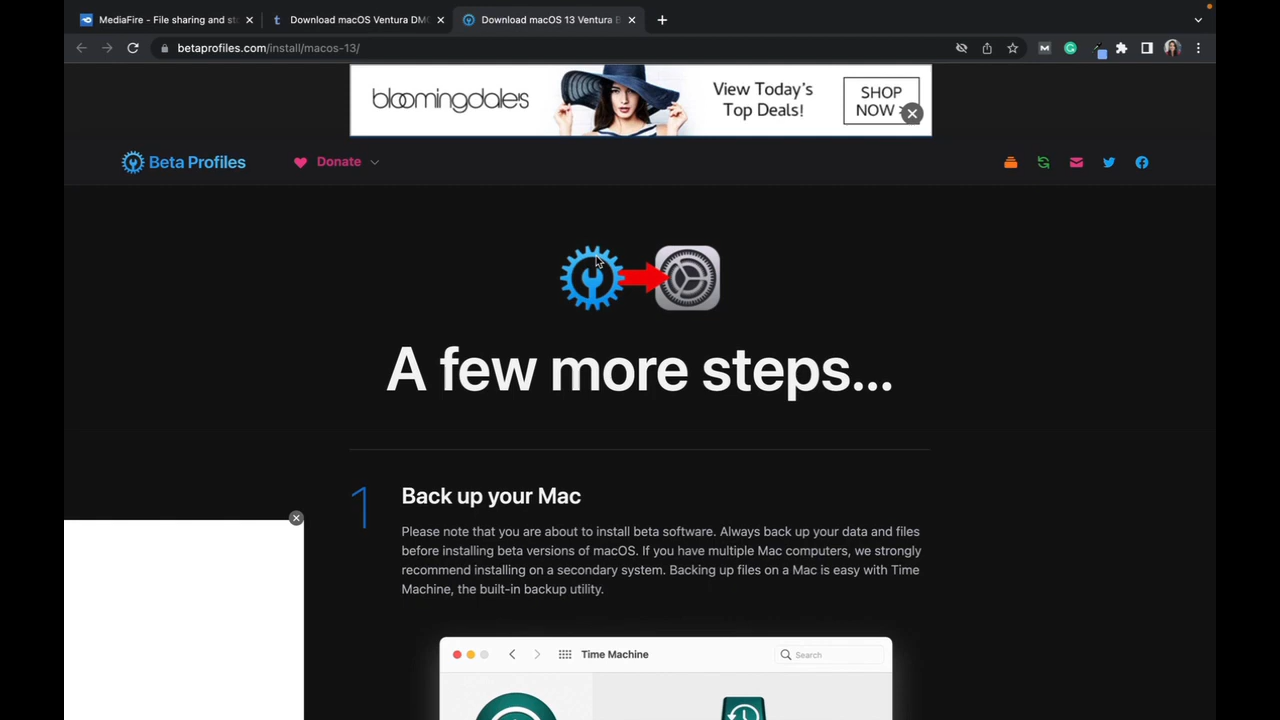 MediaFire - File sharing and st
Download macOS Ventura DM
Download macOS 13 Ventura B
betaprofiles.com/install/macos-13/
bloomingdale's
View Today's
Top Deals!
SHOP
NOW >
Beta Profiles
Donate
A few more steps...
1
Back up your Mac
Please note that you are about to install beta software. Always back up your data and files
before installing beta versions of macOS. If you have multiple Mac computers, we strongly
recommend installing on a secondary system. Backing up files on a Mac is easy with Time
Machine, the built-in backup utility.
Time Machine
Search